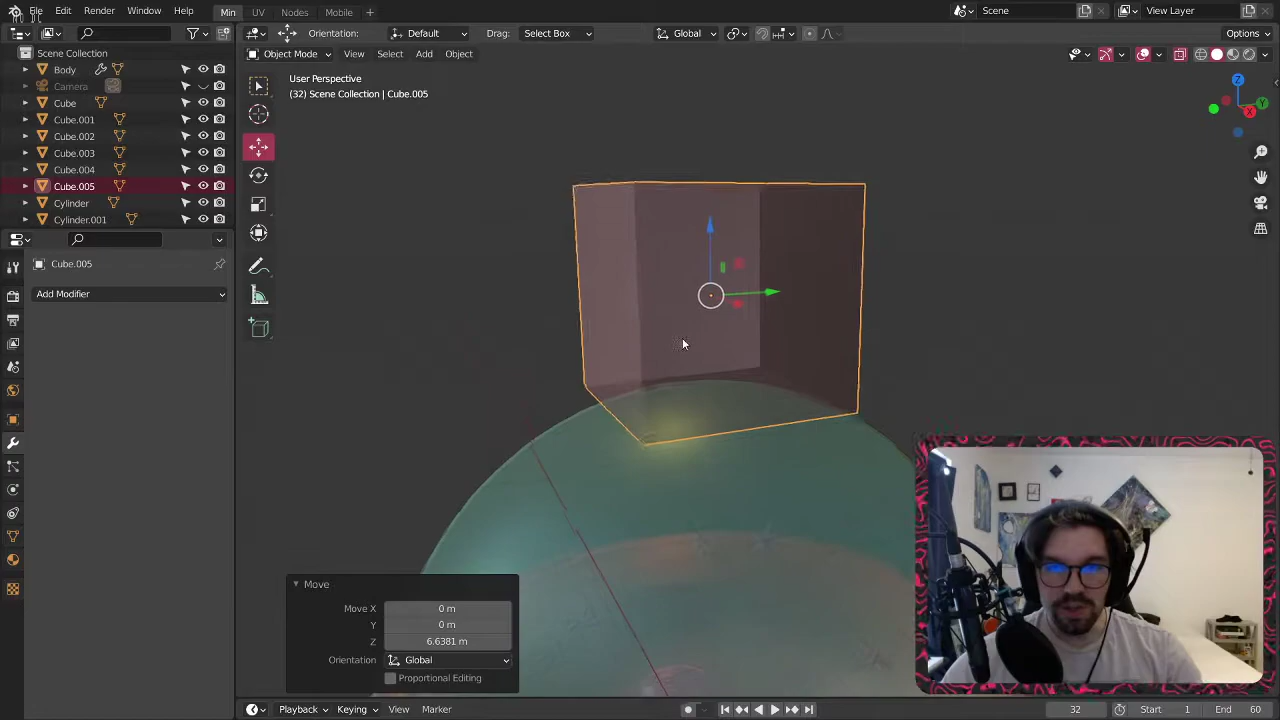 File Edit Render Window Help Min UV Nodes Mobile + Scene View Layer
Orientation: Default Drag: Select Box Global Options
Object Mode View Select Add Object
Scene Collection
Body
Camera
Cube
Cube.001
Cube.002
Cube.003
Cube.004
Cube.005
Cylinder
Cylinder.001
Cube.005
Add Modifier
User Perspective
(32) Scene Collection | Cube.005
Z
Y
X
Move
Move X 0 m
Y 0 m
Z 6.6381 m
Orientation Global
Proportional Editing
Playback Keying View Marker 32 Start 1 End 60